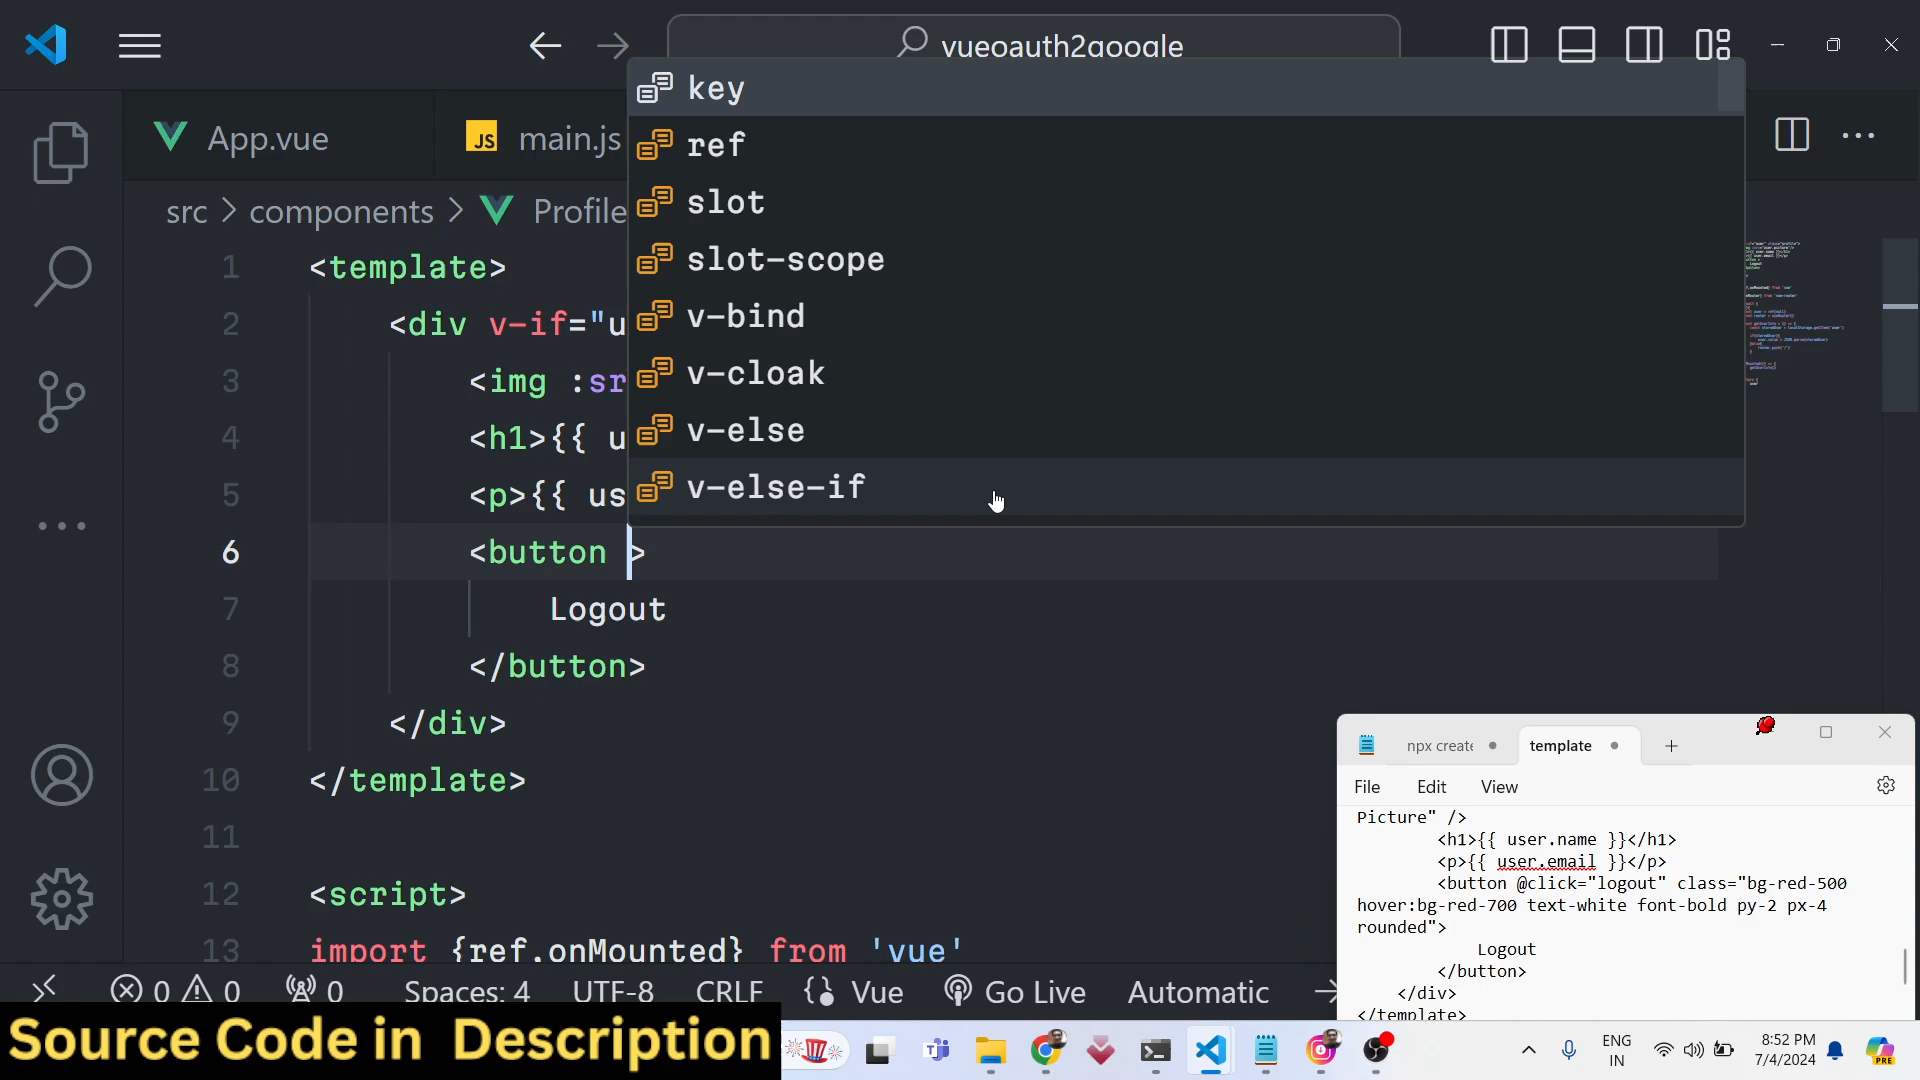 vueoauth2google
App.vue
JS main.js
src > components > Profile
key
ref
slot
slot-scope
v-bind
v-cloak
v-else
v-else-if
1 <template>
2 <div v-if="u
3 <img :sr
4 <h1>{{ u
5 <p>{{ us
6 <button >
7 Logout
8 </button>
9 </div>
10 </template>
11
12 <script>
13 import {ref,onMounted} from 'vue'
0 0 0 Spaces: 4 UTF-8 CRLF {} Vue Go Live Automatic
npx create template
File Edit View
Picture" />
<h1>{{ user.name }}</h1>
<p>{{ user.email }}</p>
<button @click="logout" class="bg-red-500
hover:bg-red-700 text-white font-bold py-2 px-4
rounded">
Logout
</button>
</div>
</template>
Source Code in Description
ENG
IN
8:52 PM
7/4/2024
PRE